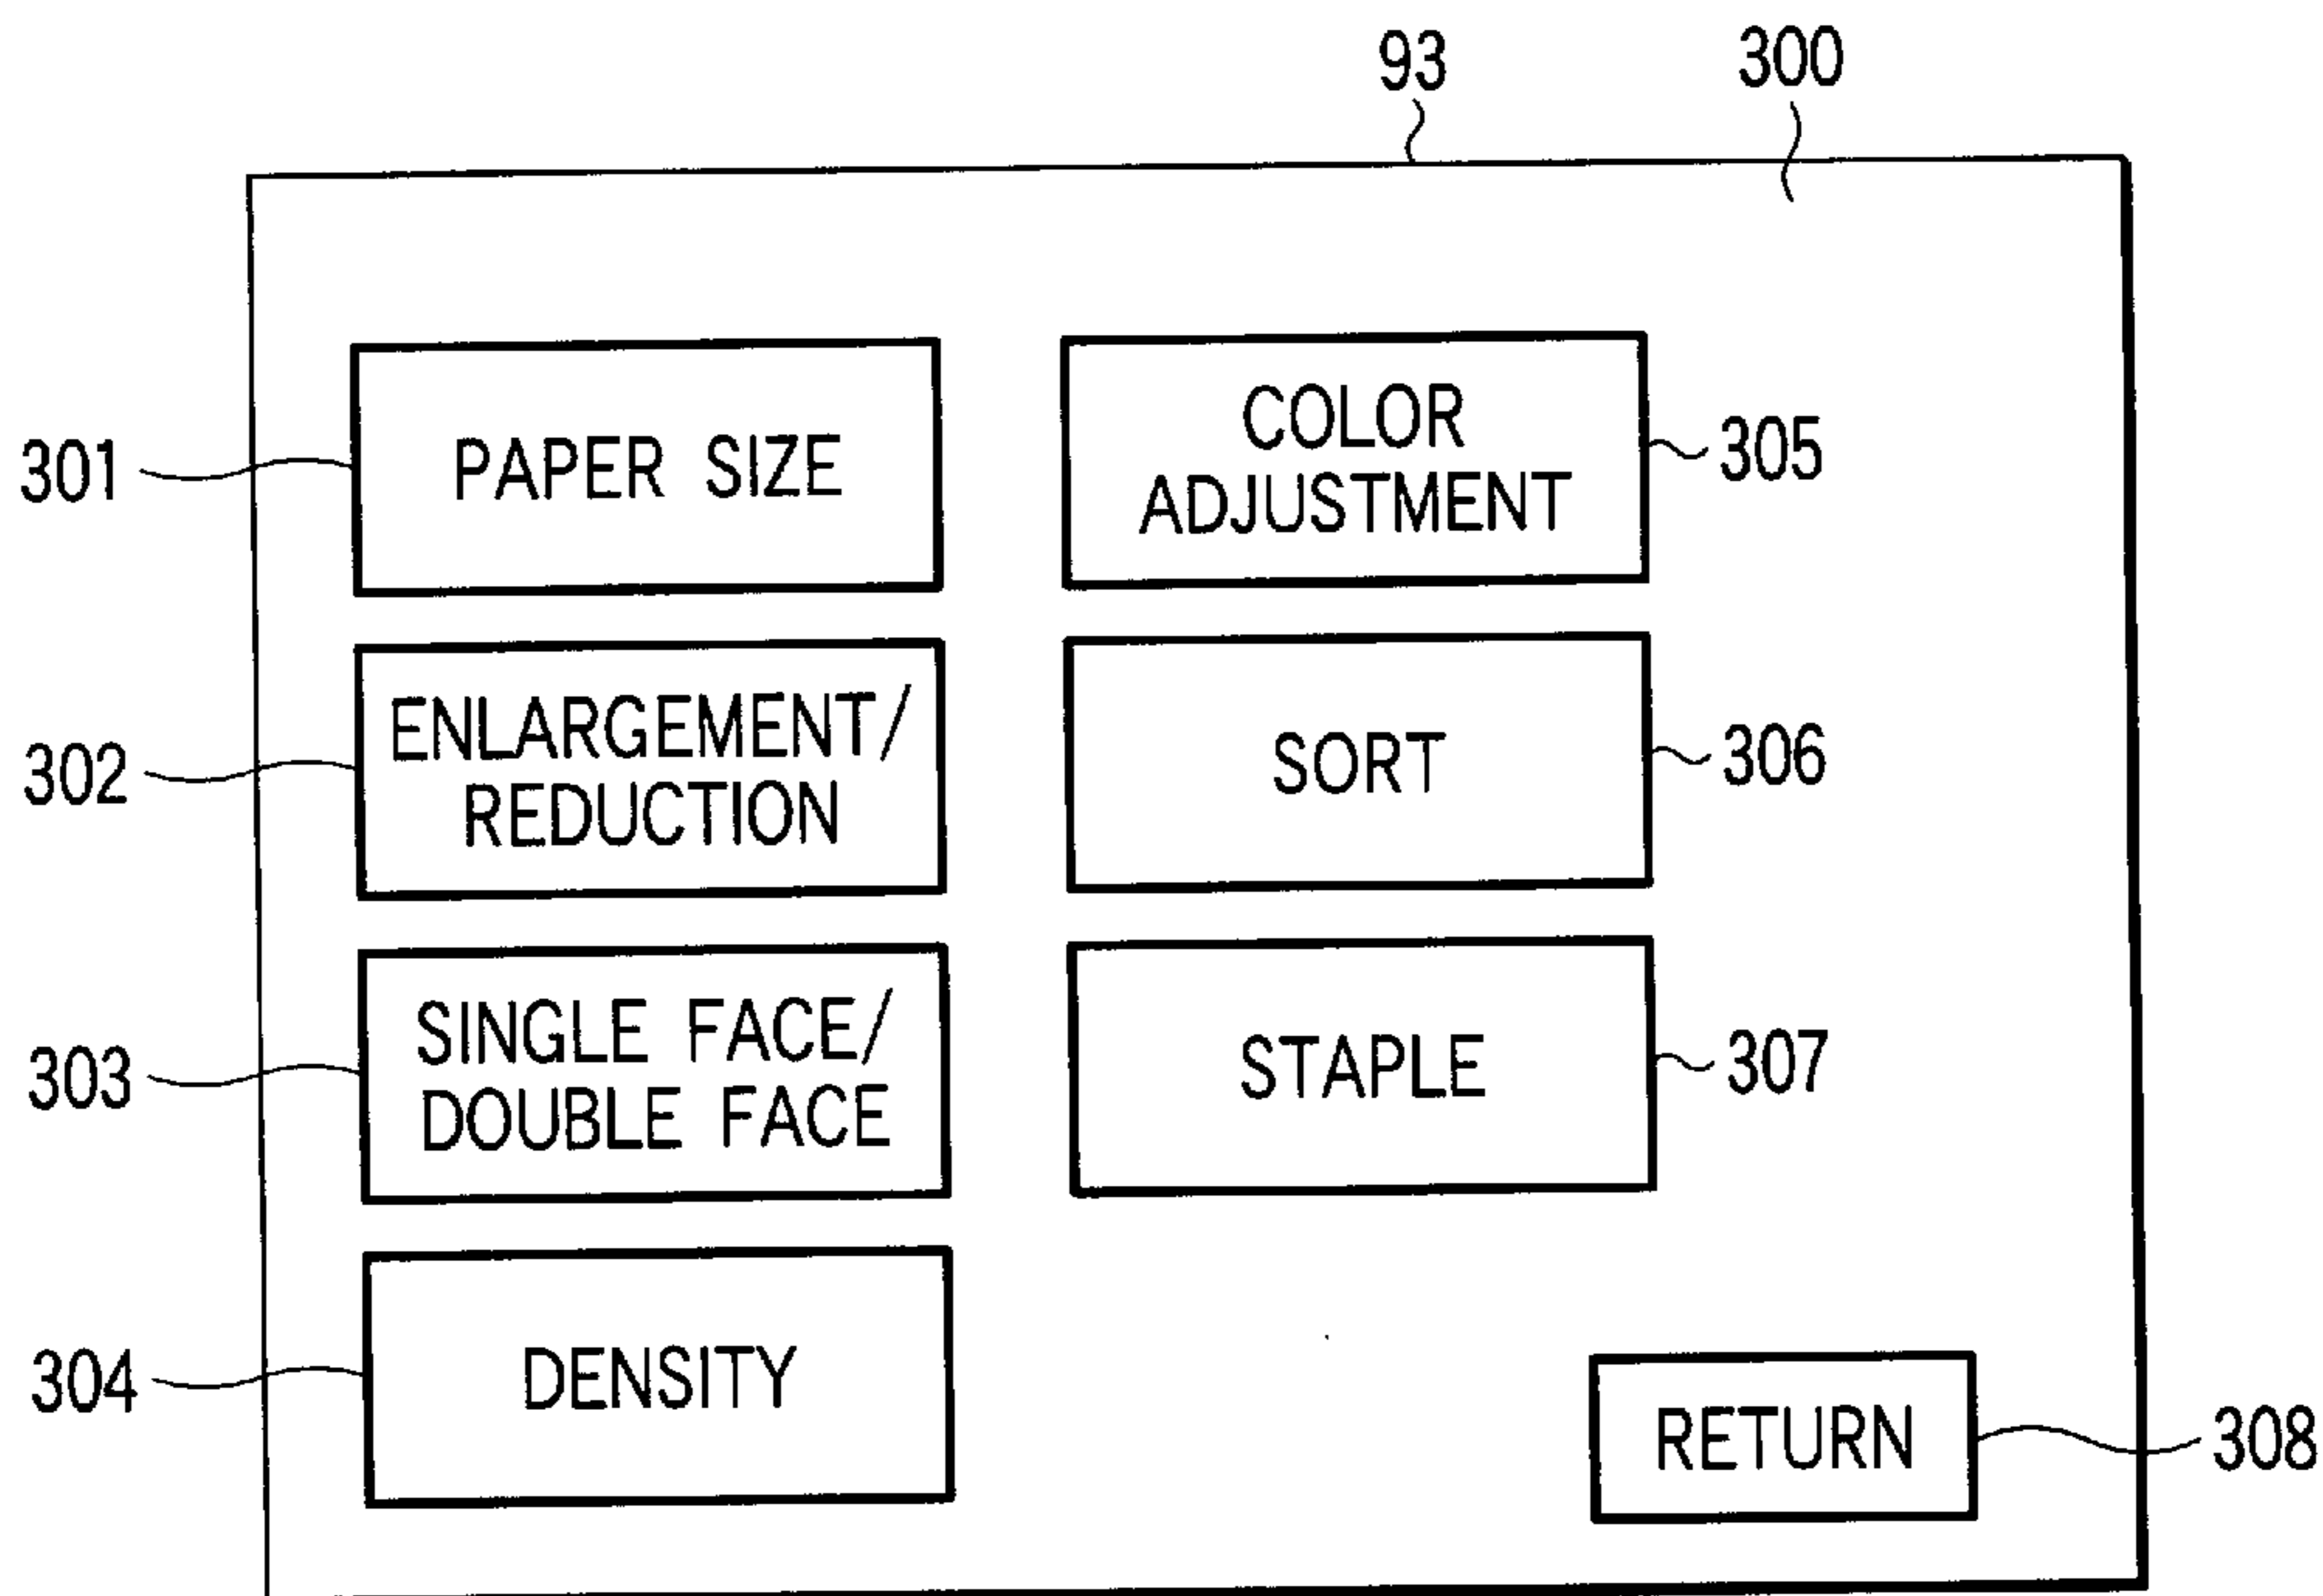 93
300
301
PAPER SIZE
COLOR
ADJUSTMENT
305
302
ENLARGEMENT/
REDUCTION
SORT
306
303
SINGLE FACE/
DOUBLE FACE
STAPLE
307
304
DENSITY
RETURN
308